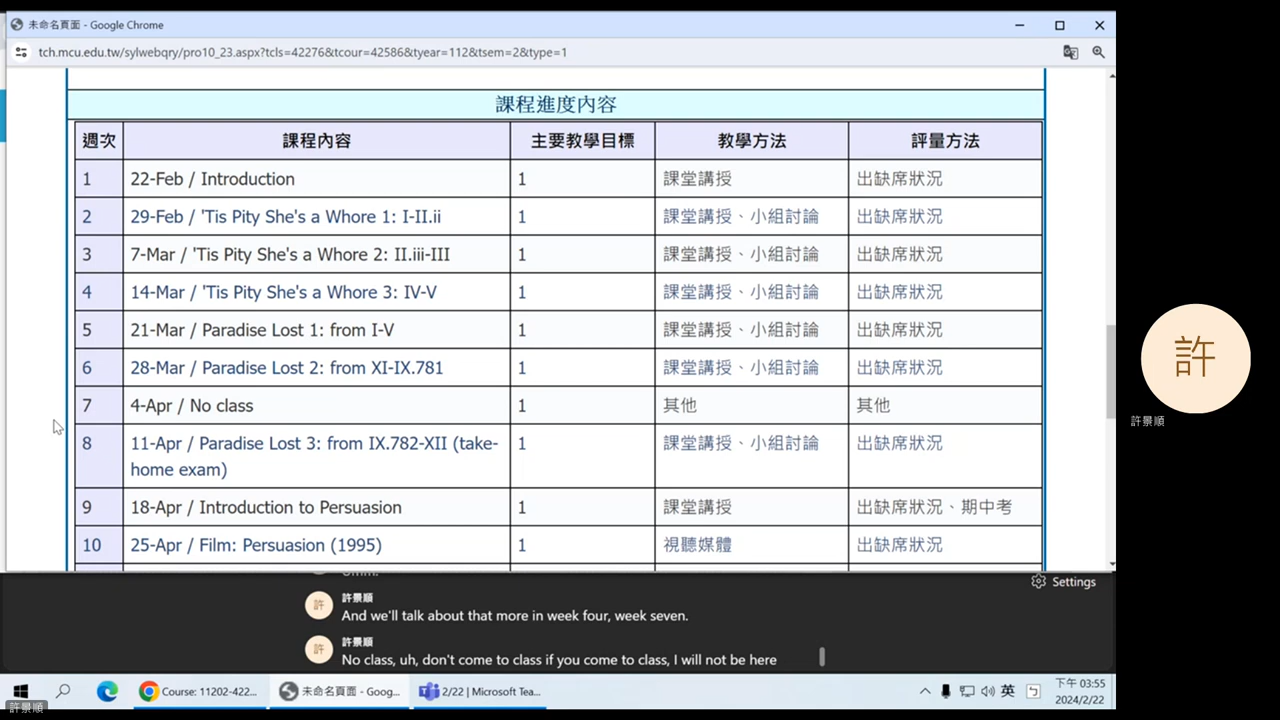 未命名頁面 - Google Chrome
tch.mcu.edu.tw/sylwebqry/pro10_23.aspx?tcls=42276&tcour=42586&tyear=112&tsem=2&type=1
課程進度內容
週次 課程內容 主要教學目標 教學方法 評量方法
1 22-Feb / Introduction 1 課堂講授 出缺席狀況
2 29-Feb / 'Tis Pity She's a Whore 1: I-II.ii 1 課堂講授、小組討論 出缺席狀況
3 7-Mar / 'Tis Pity She's a Whore 2: II.iii-III 1 課堂講授、小組討論 出缺席狀況
4 14-Mar / 'Tis Pity She's a Whore 3: IV-V 1 課堂講授、小組討論 出缺席狀況
5 21-Mar / Paradise Lost 1: from I-V 1 課堂講授、小組討論 出缺席狀況
6 28-Mar / Paradise Lost 2: from XI-IX.781 1 課堂講授、小組討論 出缺席狀況
7 4-Apr / No class 1 其他 其他
8 11-Apr / Paradise Lost 3: from IX.782-XII (take-
home exam) 1 課堂講授、小組討論 出缺席狀況
9 18-Apr / Introduction to Persuasion 1 課堂講授 出缺席狀況、期中考
10 25-Apr / Film: Persuasion (1995) 1 視聽媒體 出缺席狀況
許
許景順
Settings
許 許景順
And we'll talk about that more in week four, week seven.
許 許景順
No class, uh, don't come to class if you come to class, I will not be here
Course: 11202-422... 未命名頁面 - Goog... 2/22 | Microsoft Tea... 英
下午 03:55
2024/2/22
許景順